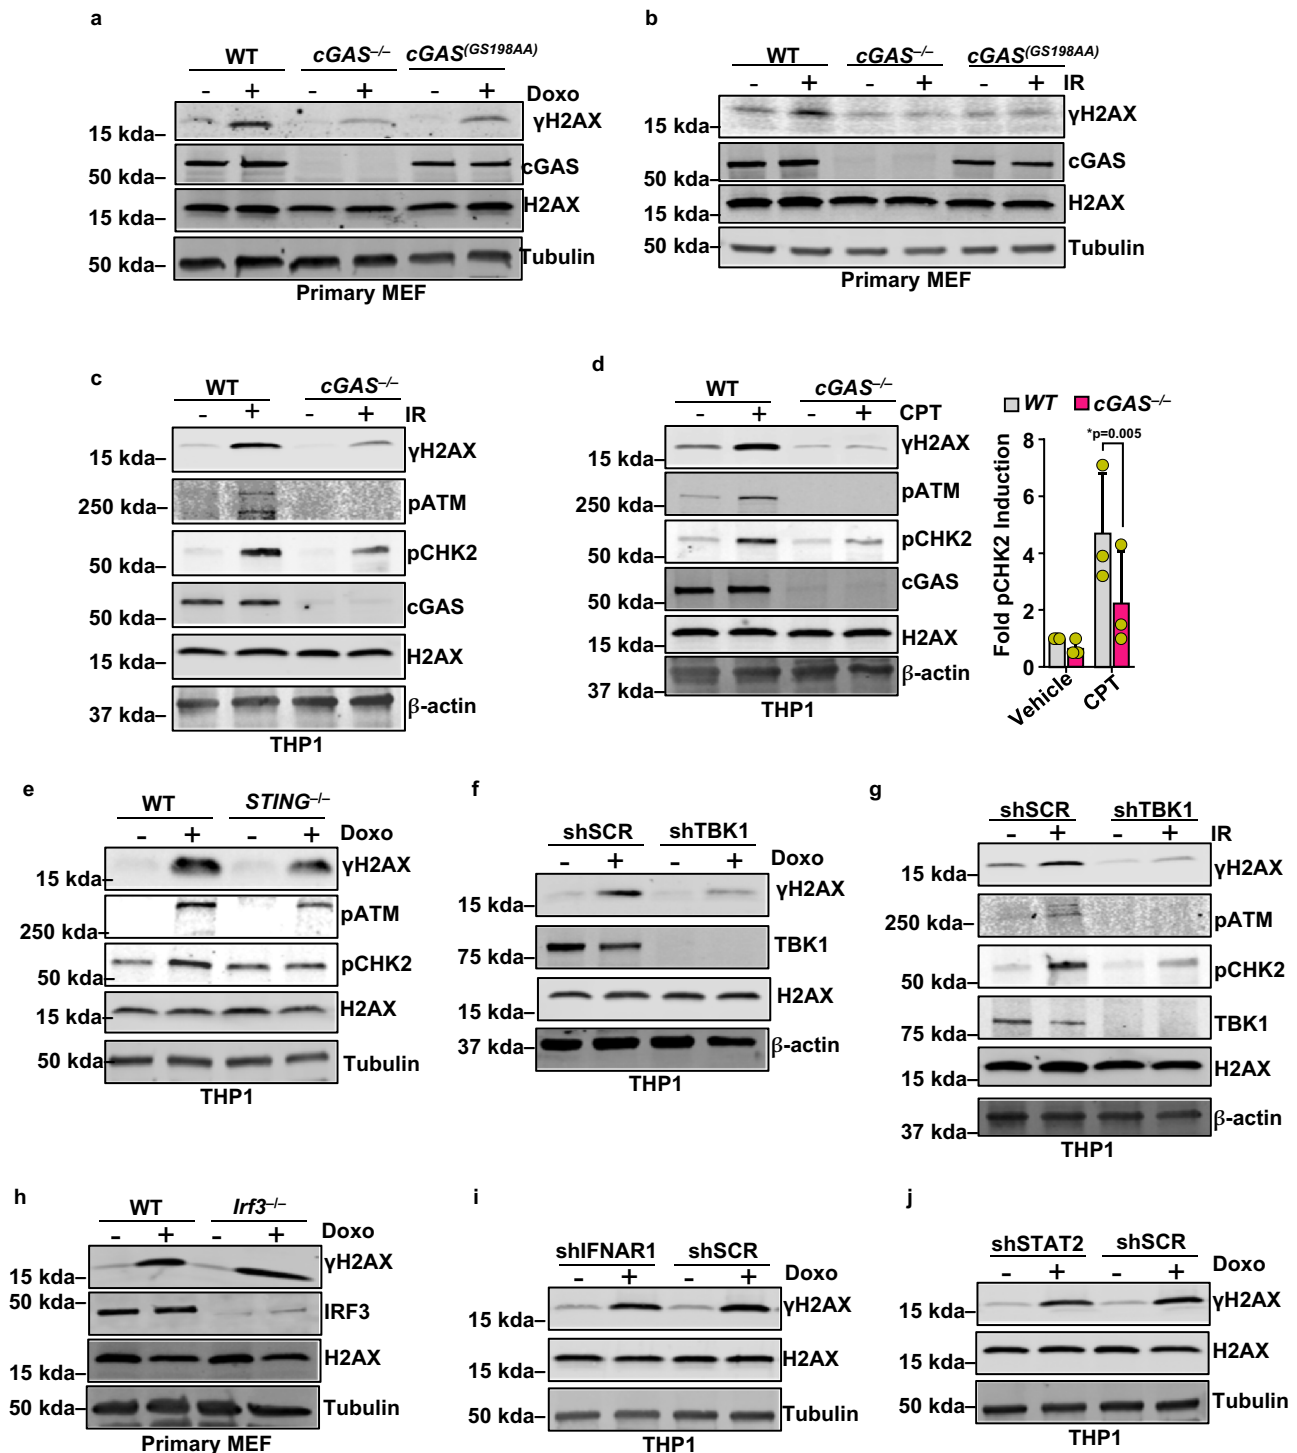 a
WT cGAS–/– cGAS(GS198AA)
- + - + - + Doxo
γH2AX
15 kda–
cGAS
50 kda–
H2AX
15 kda–
Tubulin
50 kda–
Primary MEF
b
WT cGAS–/– cGAS(GS198AA)
- + - + - + IR
γH2AX
15 kda–
cGAS
50 kda–
H2AX
15 kda–
50 kda– Tubulin
Primary MEF
c
WT cGAS–/–
- + - + IR
γH2AX
15 kda–
pATM
250 kda–
pCHK2
50 kda–
cGAS
50 kda–
H2AX
15 kda–
β-actin
37 kda–
THP1
d
WT cGAS–/–
- + - + CPT
γH2AX
15 kda–
pATM
250 kda–
pCHK2
50 kda–
cGAS
50 kda–
H2AX
15 kda–
β-actin
37 kda–
THP1
WT cGAS–/–
*p=0.005
Fold pCHK2 Induction
8
6
4
2
0
Vehicle
CPT
e
WT STING–/–
- + - + Doxo
γH2AX
15 kda–
pATM
250 kda–
pCHK2
50 kda–
H2AX
15 kda–
50 kda– Tubulin
THP1
f
shSCR shTBK1
- + - + Doxo
γH2AX
15 kda–
TBK1
75 kda–
H2AX
15 kda–
37 kda– β-actin
THP1
g
shSCR shTBK1
- + - + IR
γH2AX
15 kda–
pATM
250 kda–
pCHK2
50 kda–
TBK1
75 kda–
H2AX
15 kda–
β-actin
37 kda–
THP1
h
WT Irf3–/–
- + - + Doxo
γH2AX
15 kda–
50 kda–
IRF3
H2AX
15 kda–
50 kda– Tubulin
Primary MEF
i
shIFNAR1 shSCR
- + - + Doxo
γH2AX
15 kda–
H2AX
15 kda–
50 kda– Tubulin
THP1
j
shSTAT2 shSCR
- + - + Doxo
γH2AX
15 kda–
H2AX
15 kda–
Tubulin
50 kda–
THP1